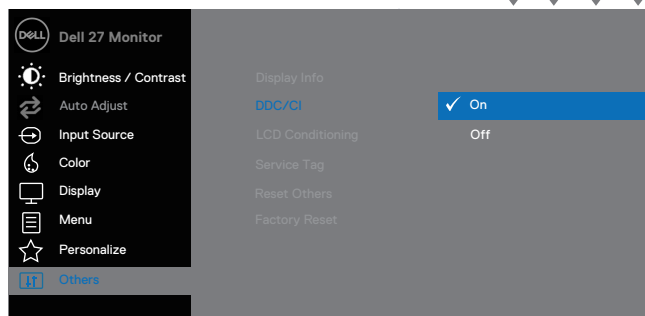 DELL
Dell 27 Monitor
Brightness / Contrast
Auto Adjust
Input Source
Color
Display
Menu
Personalize
Others
Display Info
DDC/CI
LCD Conditioning
Service Tag
Reset Others
Factory Reset
On
Off